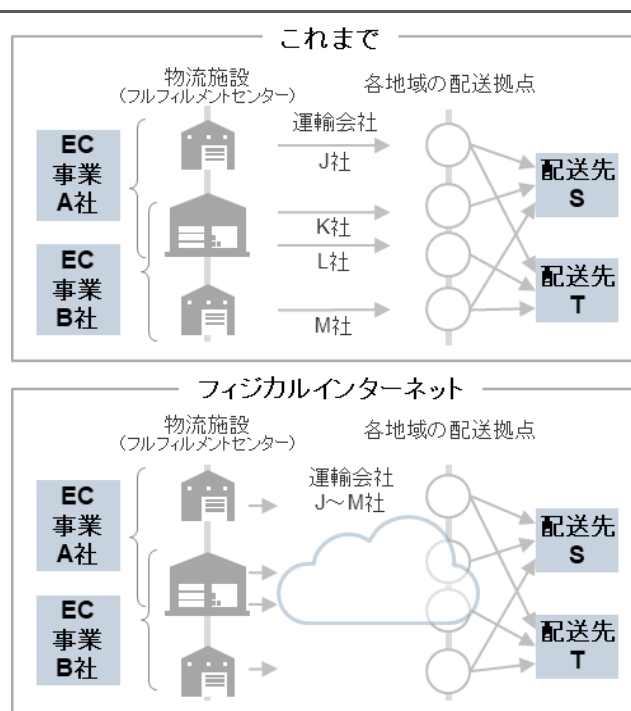 これまで
物流施設
（フルフィルメントセンター）
各地域の配送拠点
運輸会社
J社
K社
L社
M社
EC
事業
A社
EC
事業
B社
配送先
S
配送先
T
フィジカルインターネット
物流施設
（フルフィルメントセンター）
各地域の配送拠点
運輸会社
J～M社
EC
事業
A社
EC
事業
B社
配送先
S
配送先
T